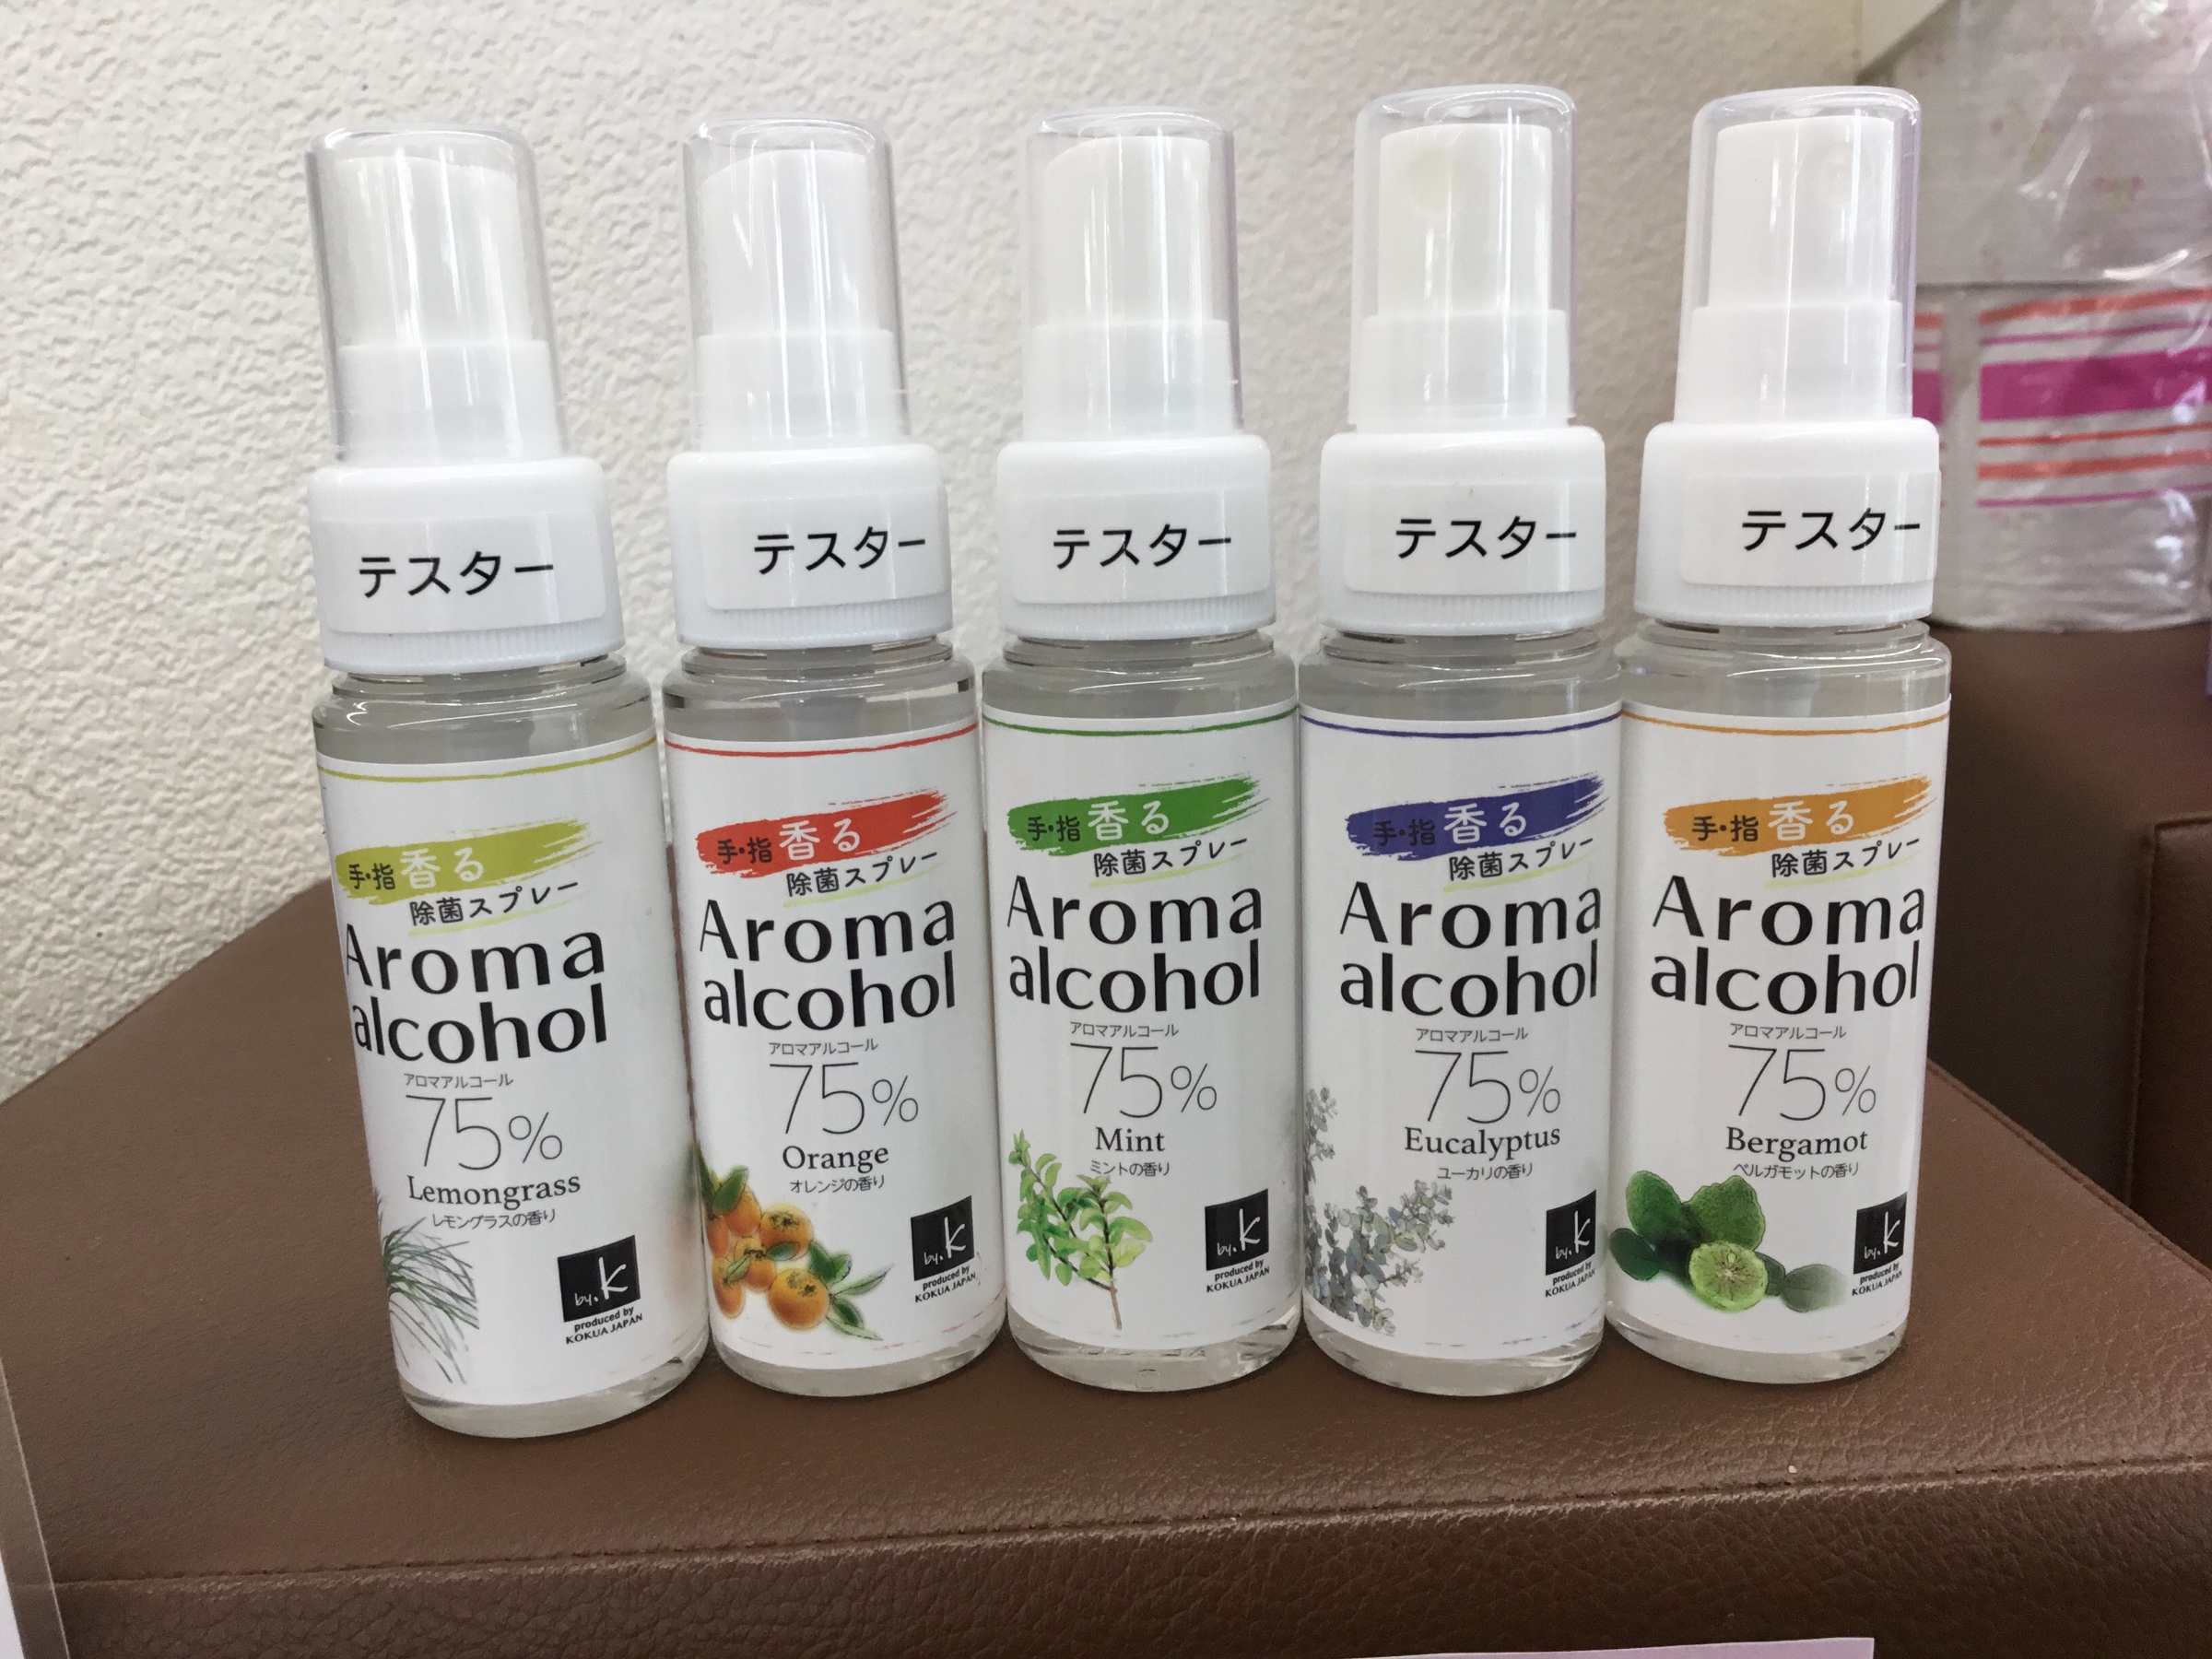 テスター
手・指 香る
除菌スプレー
Aroma
alcohol
アロマアルコール
75%
Lemongrass
レモングラスの香り
by.K
produced by
KOKUA JAPAN
テスター
手・指 香る
除菌スプレー
Aroma
alcohol
アロマアルコール
75%
Orange
オレンジの香り
by.K
produced by
KOKUA JAPAN
テスター
手・指 香る
除菌スプレー
Aroma
alcohol
アロマアルコール
75%
Mint
ミントの香り
by.K
produced by
KOKUA JAPAN
テスター
手・指 香る
除菌スプレー
Aroma
alcohol
アロマアルコール
75%
Eucalyptus
ユーカリの香り
by.K
produced by
KOKUA JAPAN
テスター
手・指 香る
除菌スプレー
Aroma
alcohol
アロマアルコール
75%
Bergamot
ベルガモットの香り
by.K
produced by
KOKUA JAPAN